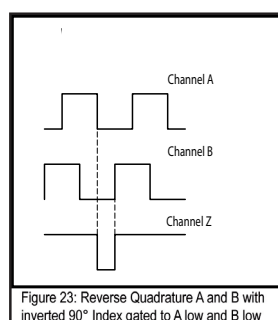 Channel A
Channel B
Channel Z
Figure 23: Reverse Quadrature A and B with
inverted 90° Index gated to A low and B low